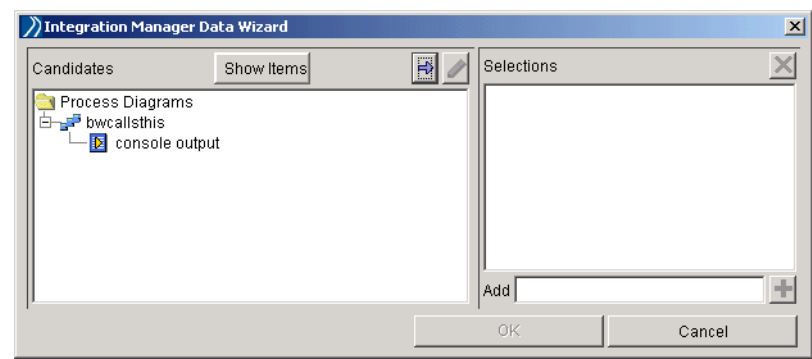 Integration Manager Data Wizard
Candidates
Show Items
Process Diagrams
bwcallsthis
console output
Selections
Add
OK
Cancel